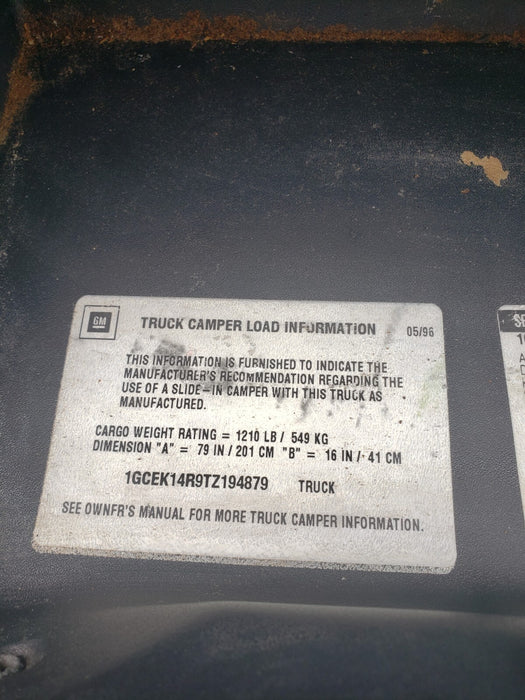 GM
TRUCK CAMPER LOAD INFORMATION 05/96
THIS INFORMATION IS FURNISHED TO INDICATE THE
MANUFACTURER'S RECOMMENDATION REGARDING THE
USE OF A SLIDE-IN CAMPER WITH THIS TRUCK AS
MANUFACTURED.
CARGO WEIGHT RATING = 1210 LB / 549 KG
DIMENSION "A" = 79 IN / 201 CM "B" = 16 IN / 41 CM
1GCEK14R9TZ194879 TRUCK
SEE OWNER'S MANUAL FOR MORE TRUCK CAMPER INFORMATION.